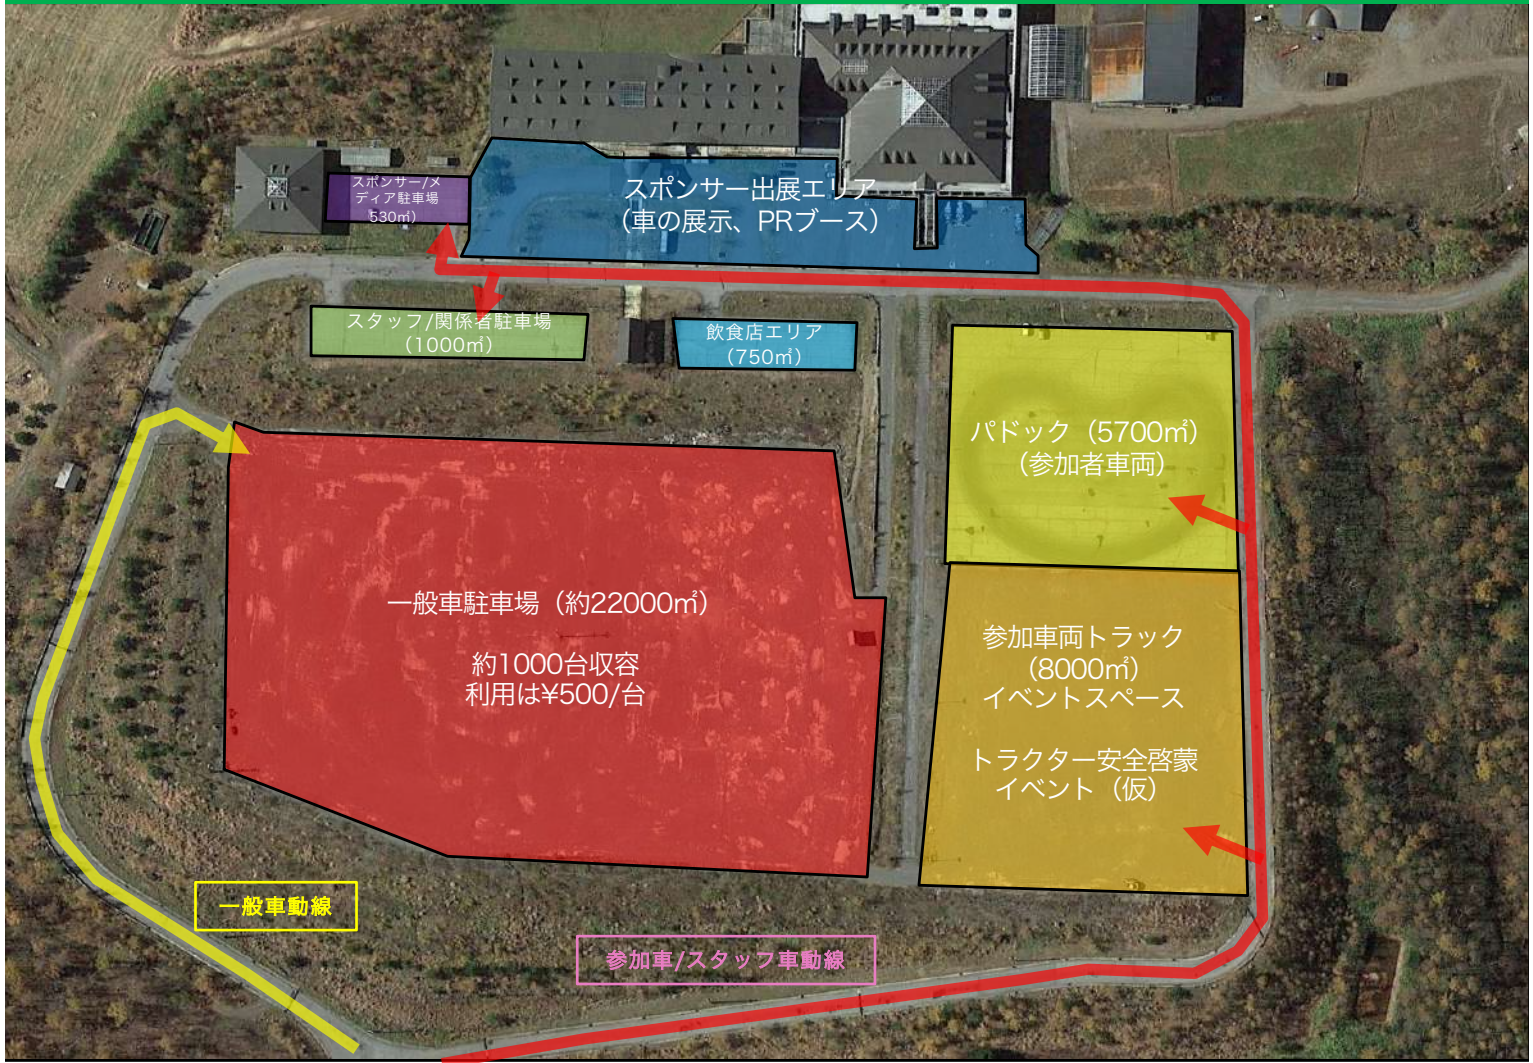 スポンサー/メ
ディア駐車場
530㎡)
スポンサー出展エリア
（車の展示、PRブース）
スタッフ/関係者駐車場
（1000㎡）
飲食店エリア
（750㎡）
パドック（5700㎡）
（参加者車両）
一般車駐車場（約22000㎡）
約1000台収容
利用は¥500/台
参加車両トラック
（8000㎡）
イベントスペース
トラクター安全啓蒙
イベント（仮）
一般車動線
参加車/スタッフ車動線